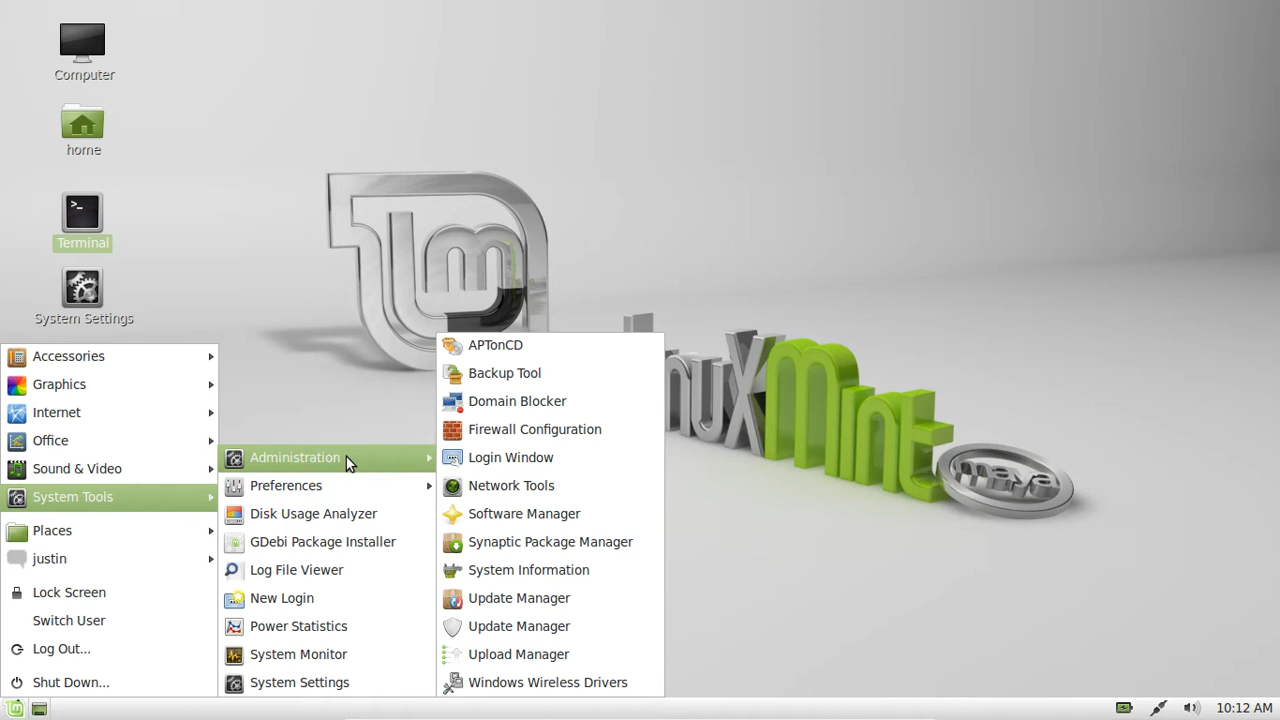 Computer
home
>_
Terminal
System Settings
LinuxMint
maya
Accessories
Graphics
Internet
Office
Sound & Video
System Tools
Places
justin
Lock Screen
Switch User
Log Out...
Shut Down...
Administration
Preferences
Disk Usage Analyzer
GDebi Package Installer
Log File Viewer
New Login
Power Statistics
System Monitor
System Settings
APTonCD
Backup Tool
Domain Blocker
Firewall Configuration
Login Window
Network Tools
Software Manager
Synaptic Package Manager
System Information
Update Manager
Update Manager
Upload Manager
Windows Wireless Drivers
10:12 AM